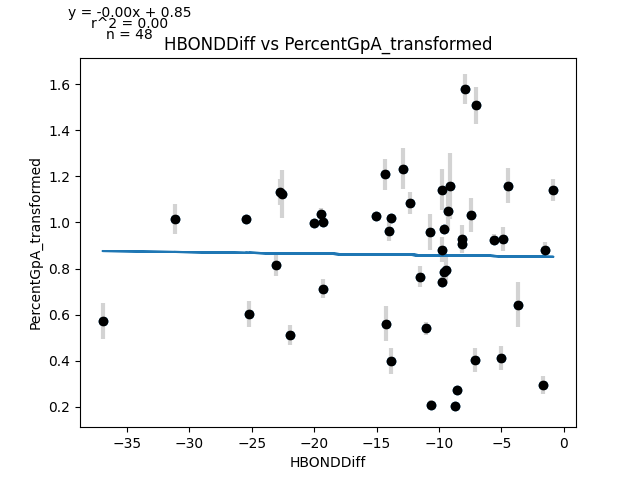 y = -0.00x + 0.85
r^2 = 0.00
n = 48
HBONDDiff vs PercentGpA_transformed
PercentGpA_transformed
1.6
1.4
1.2
1.0
0.8
0.6
0.4
0.2
−35 −30 −25 −20 −15 −10 −5 0
HBONDDiff